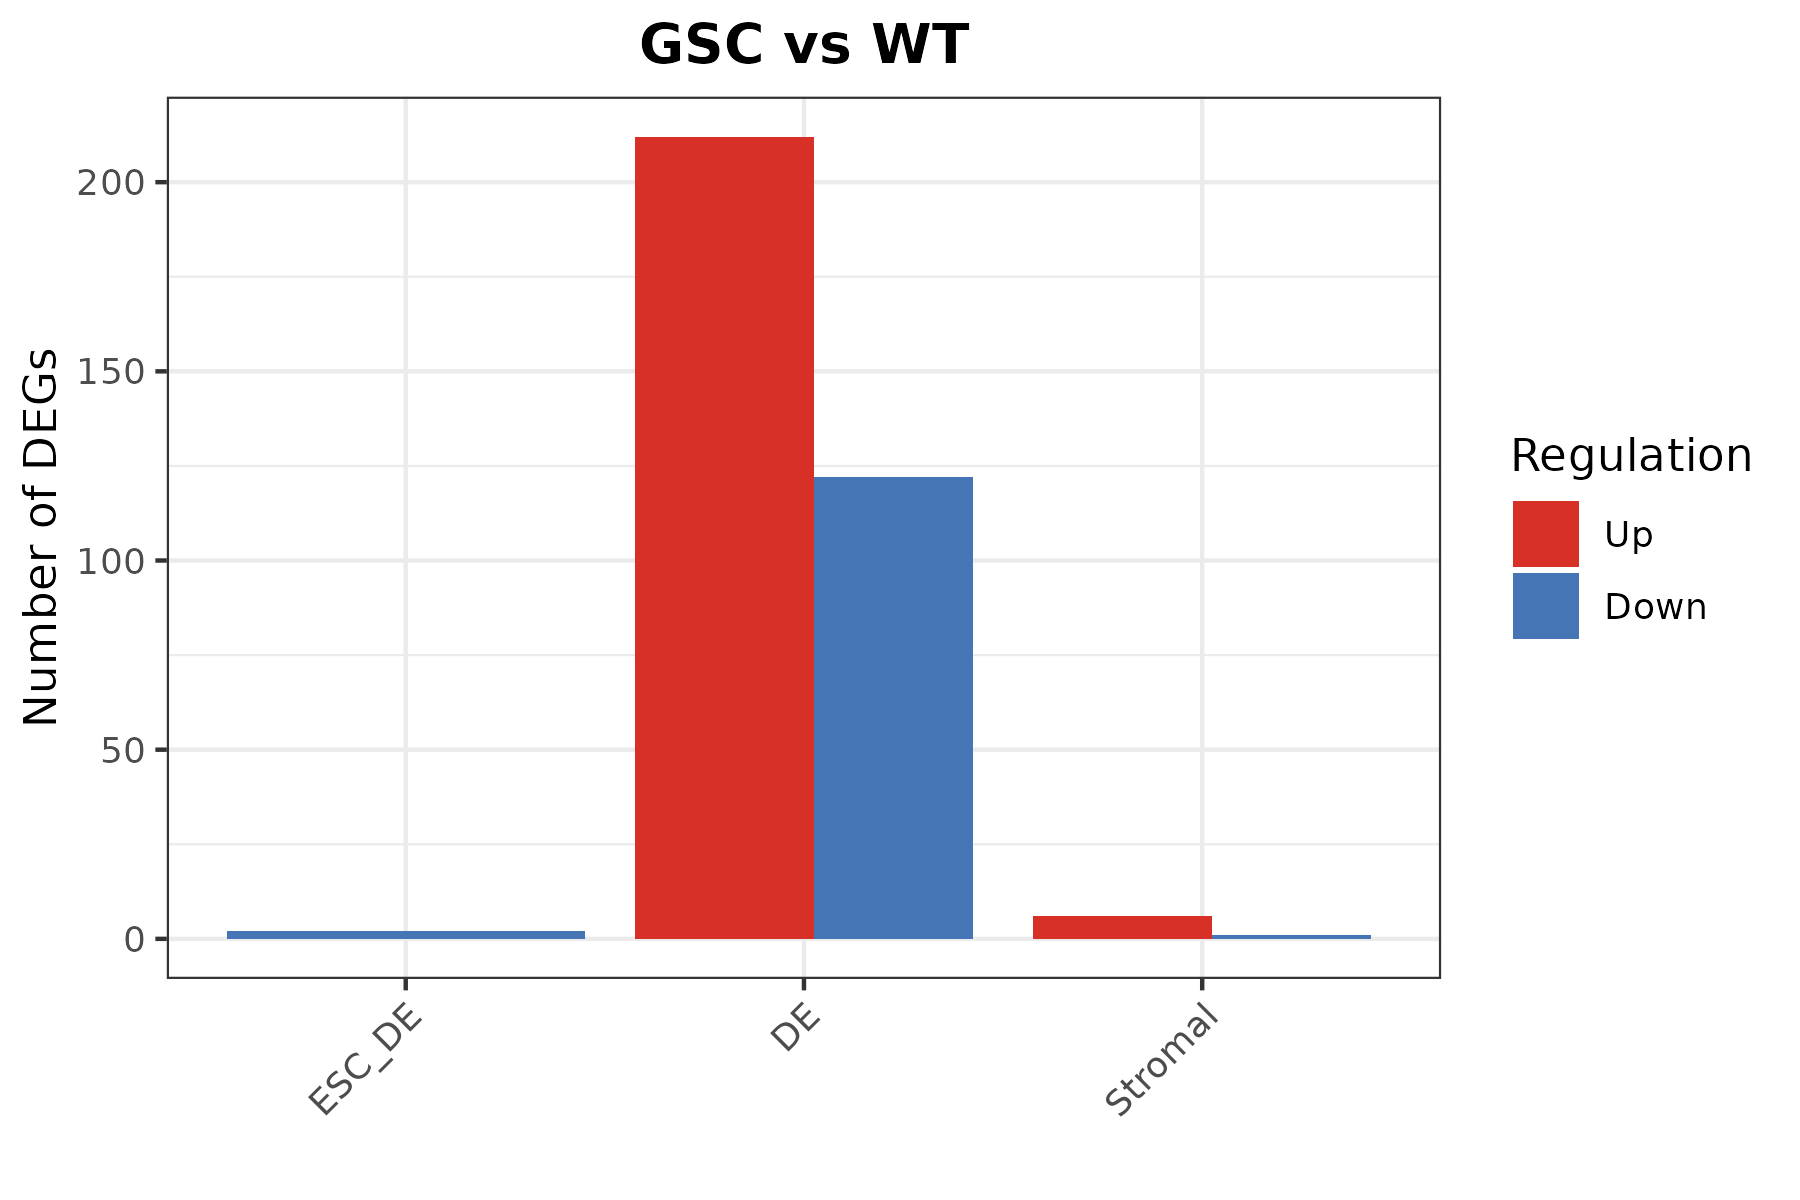 GSC vs WT
Number of DEGs
200
150
100
50
0
ESC_DE
DE
Stromal
Regulation
Up
Down